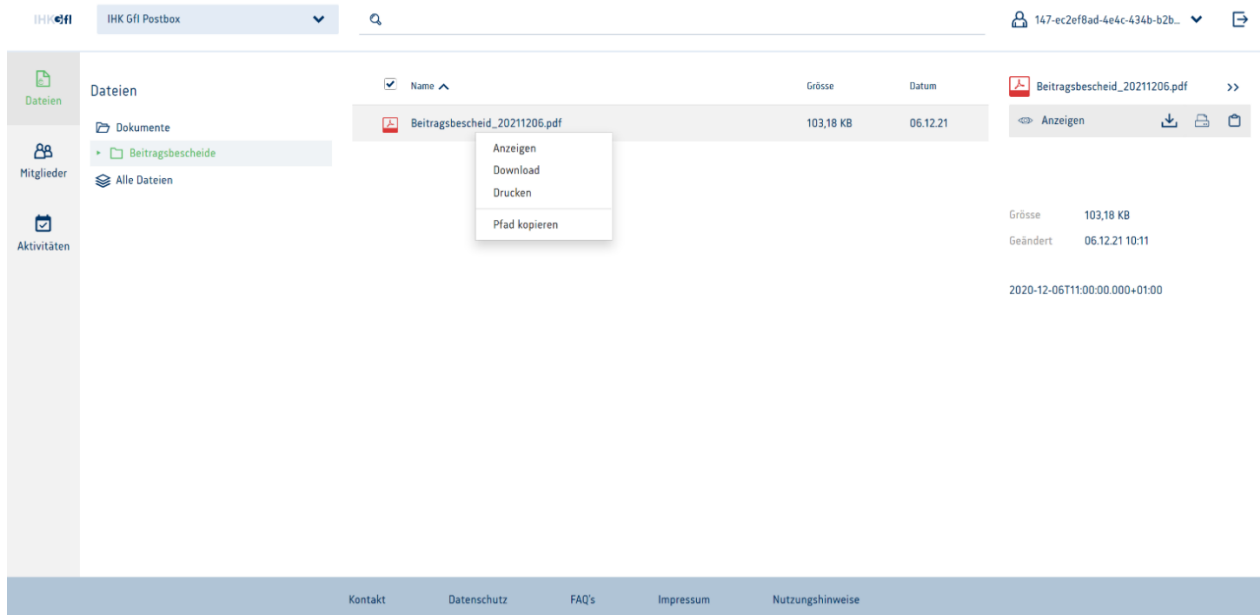 IHK GfI
IHK GfI Postbox
147-ec2ef8ad-4e4c-434b-b2b...
Dateien
Mitglieder
Aktivitäten
Dateien
Dokumente
Beitragsbescheide
Alle Dateien
Name Grösse Datum
Beitragsbescheid_20211206.pdf 103,18 KB 06.12.21
Anzeigen
Download
Drucken
Pfad kopieren
Beitragsbescheid_20211206.pdf >>
Anzeigen
Grösse 103,18 KB
Geändert 06.12.21 10:11
2020-12-06T11:00:00.000+01:00
Kontakt Datenschutz FAQ's Impressum Nutzungshinweise